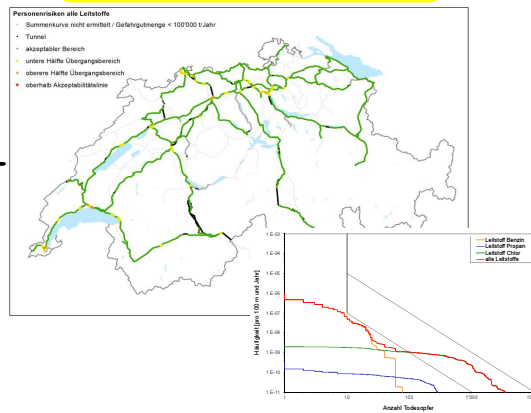 Personenrisiken alle Leitstoffe
Summenkurve nicht ermittelt / Gefahrgutmenge < 100'000 t/Jahr
Tunnel
akzeptabler Bereich
untere Hälfte Übergangsbereich
oberere Hälfte Übergangsbereich
oberhalb Akzeptabilitätslinie
Leitstoff Benzin
Leitstoff Propan
Leitstoff Chlor
alle Leitstoffe
Häufigkeit [pro 100 m und Jahr]
1.E-03
1.E-04
1.E-05
1.E-06
1.E-07
1.E-08
1.E-09
1.E-10
1.E-11
1
10
100
1'000
Anzahl Todesopfer